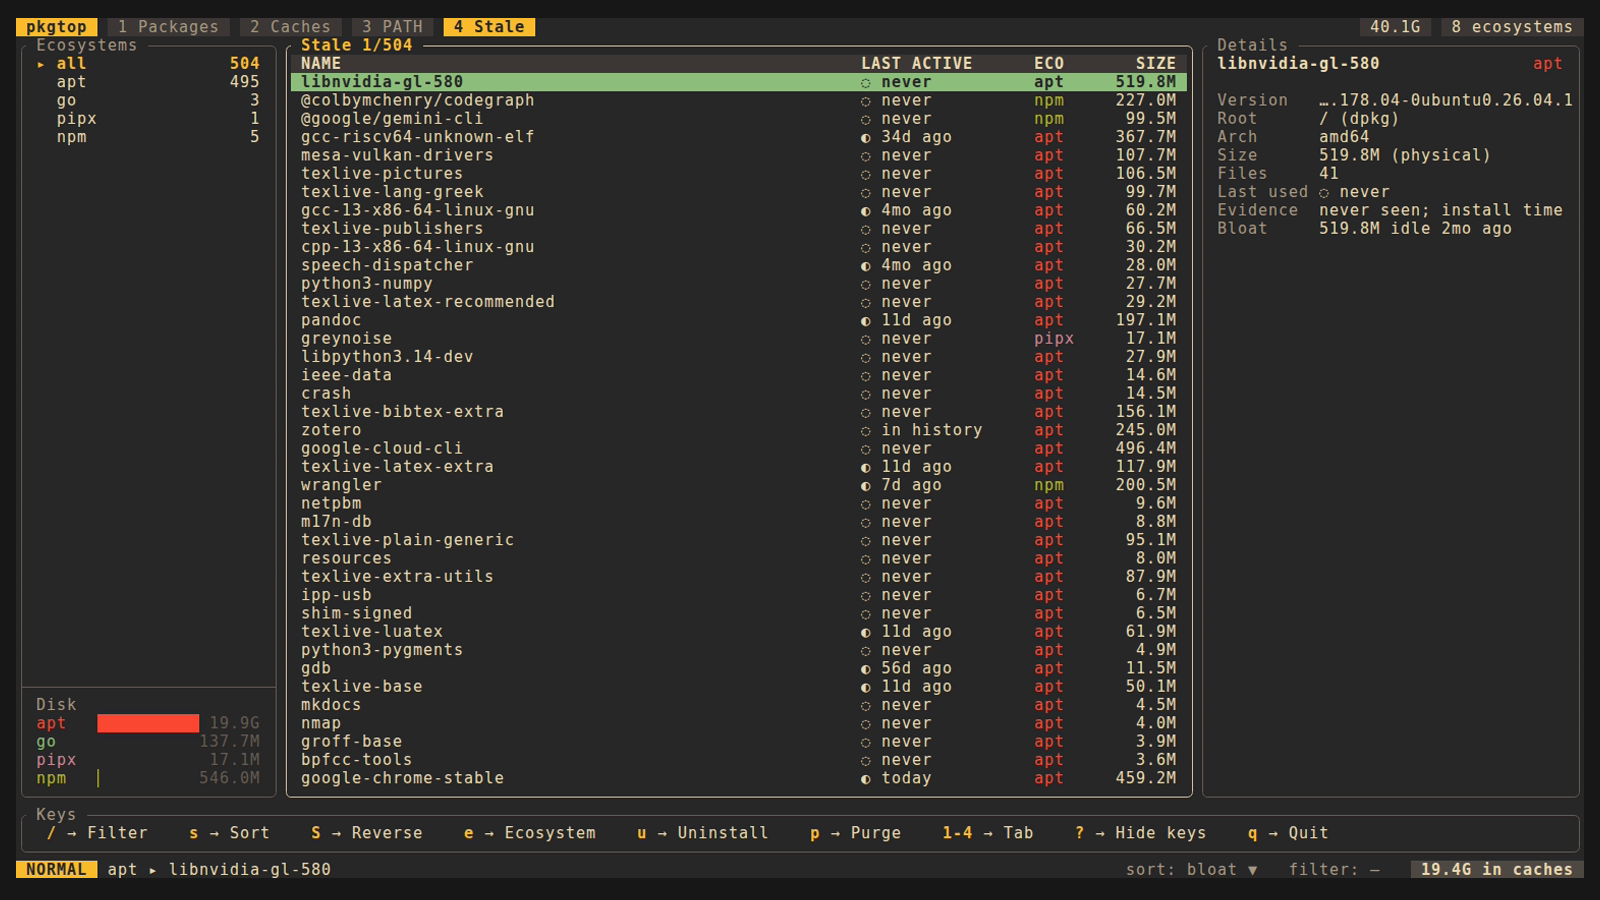 pkgtop 1 Packages 2 Caches 3 PATH 4 Stale 40.1G 8 ecosystems
Ecosystems
▸ all 504
apt 495
go 3
pipx 1
npm 5
Disk
apt 19.9G
go 137.7M
pipx 17.1M
npm 546.0M
Stale 1/504
NAME LAST ACTIVE ECO SIZE
libnvidia-gl-580 ◌ never apt 519.8M
@colbymchenry/codegraph ◌ never npm 227.0M
@google/gemini-cli ◌ never npm 99.5M
gcc-riscv64-unknown-elf ◐ 34d ago apt 367.7M
mesa-vulkan-drivers ◌ never apt 107.7M
texlive-pictures ◌ never apt 106.5M
texlive-lang-greek ◌ never apt 99.7M
gcc-13-x86-64-linux-gnu ◐ 4mo ago apt 60.2M
texlive-publishers ◌ never apt 66.5M
cpp-13-x86-64-linux-gnu ◌ never apt 30.2M
speech-dispatcher ◐ 4mo ago apt 28.0M
python3-numpy ◌ never apt 27.7M
texlive-latex-recommended ◌ never apt 29.2M
pandoc ◐ 11d ago apt 197.1M
greynoise ◌ never pipx 17.1M
libpython3.14-dev ◌ never apt 27.9M
ieee-data ◌ never apt 14.6M
crash ◌ never apt 14.5M
texlive-bibtex-extra ◌ never apt 156.1M
zotero ◌ in history apt 245.0M
google-cloud-cli ◌ never apt 496.4M
texlive-latex-extra ◐ 11d ago apt 117.9M
wrangler ◐ 7d ago npm 200.5M
netpbm ◌ never apt 9.6M
m17n-db ◌ never apt 8.8M
texlive-plain-generic ◌ never apt 95.1M
resources ◌ never apt 8.0M
texlive-extra-utils ◌ never apt 87.9M
ipp-usb ◌ never apt 6.7M
shim-signed ◌ never apt 6.5M
texlive-luatex ◐ 11d ago apt 61.9M
python3-pygments ◌ never apt 4.9M
gdb ◐ 56d ago apt 11.5M
texlive-base ◐ 11d ago apt 50.1M
mkdocs ◌ never apt 4.5M
nmap ◌ never apt 4.0M
groff-base ◌ never apt 3.9M
bpfcc-tools ◌ never apt 3.6M
google-chrome-stable ◐ today apt 459.2M
Details
libnvidia-gl-580 apt
Version ….178.04-0ubuntu0.26.04.1
Root / (dpkg)
Arch amd64
Size 519.8M (physical)
Files 41
Last used ◌ never
Evidence never seen; install time
Bloat 519.8M idle 2mo ago
Keys
/ → Filter s → Sort S → Reverse e → Ecosystem u → Uninstall p → Purge 1-4 → Tab ? → Hide keys q → Quit
NORMAL apt ▸ libnvidia-gl-580 sort: bloat ▼ filter: – 19.4G in caches